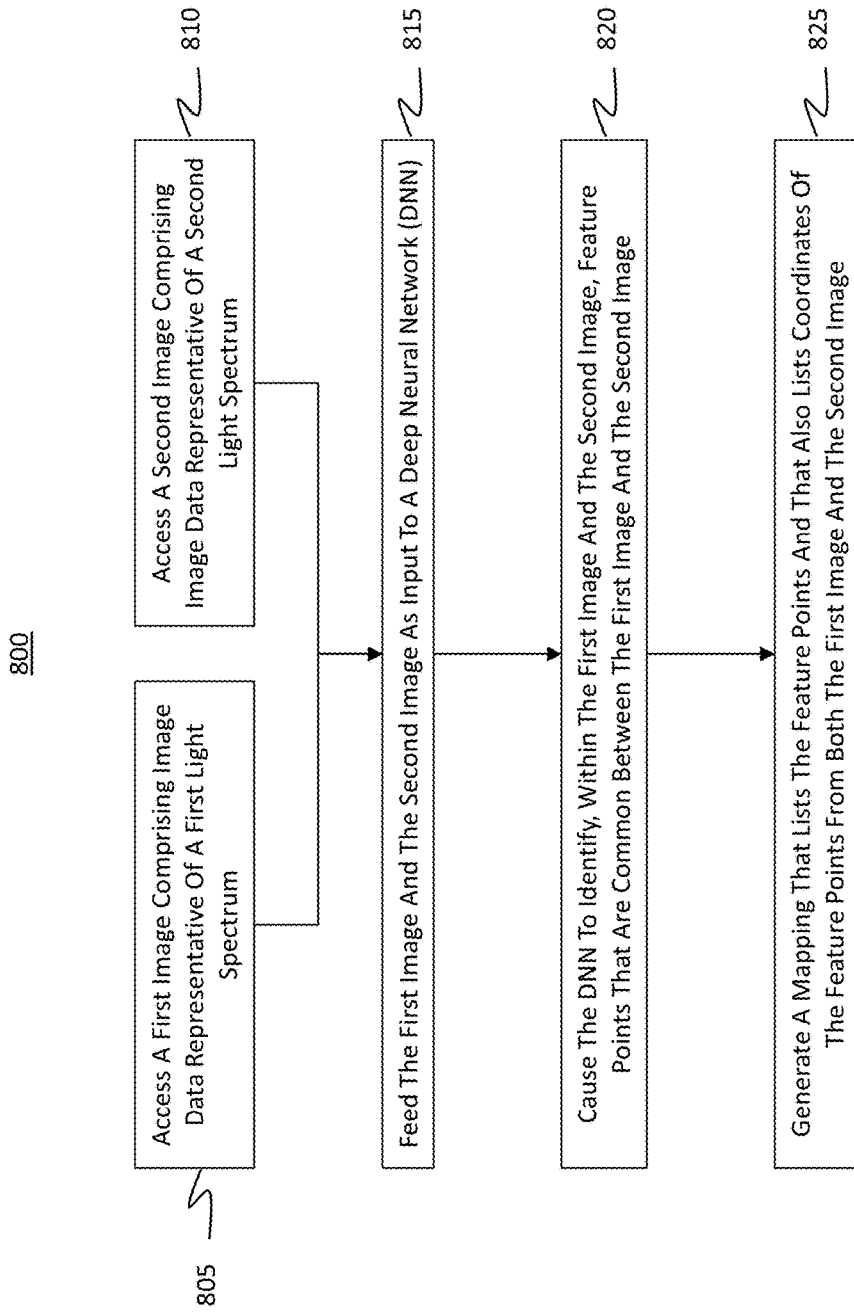 800
Access A First Image Comprising Image
Data Representative Of A First Light
Spectrum
805
Access A Second Image Comprising
Image Data Representative Of A Second
Light Spectrum
810
Feed The First Image And The Second Image As Input To A Deep Neural Network (DNN)
815
Cause The DNN To Identify, Within The First Image And The Second Image, Feature
Points That Are Common Between The First Image And The Second Image
820
Generate A Mapping That Lists The Feature Points And That Also Lists Coordinates Of
The Feature Points From Both The First Image And The Second Image
825